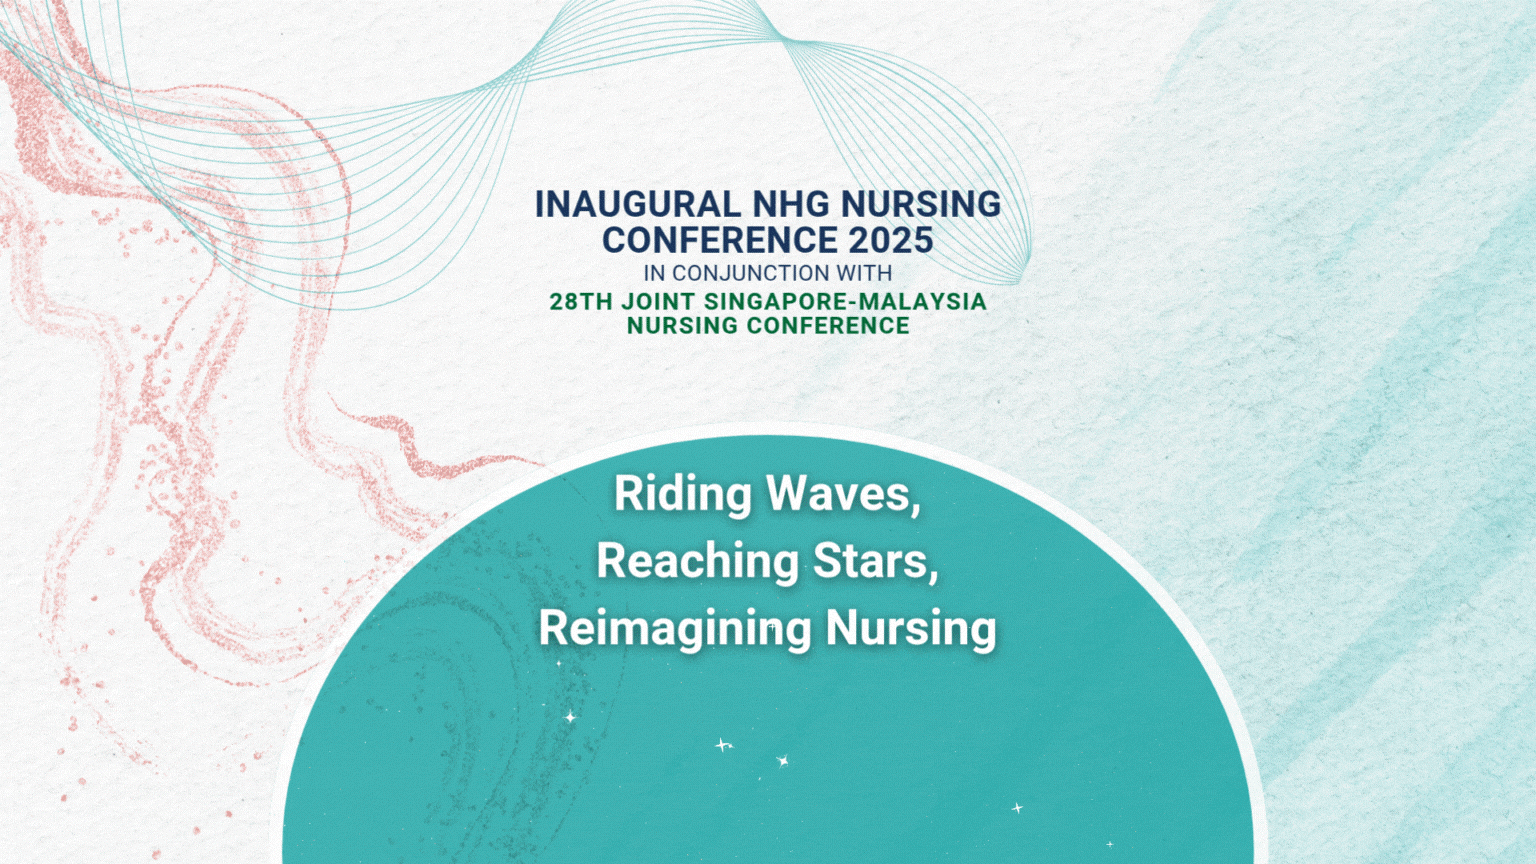 INAUGURAL NHG NURSING
CONFERENCE 2025
IN CONJUNCTION WITH
28TH JOINT SINGAPORE-MALAYSIA
NURSING CONFERENCE
Riding Waves,
Reaching Stars,
Reimagining Nursing